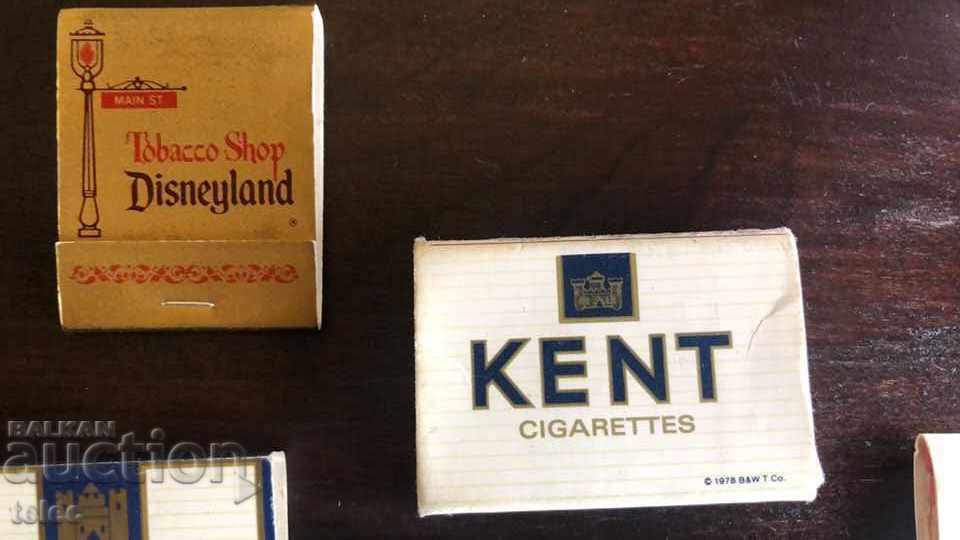 MAIN ST
Tobacco Shop
Disneyland
®
KENT
CIGARETTES
© 1978 B&W T Co.
BALKAN
auction
telec